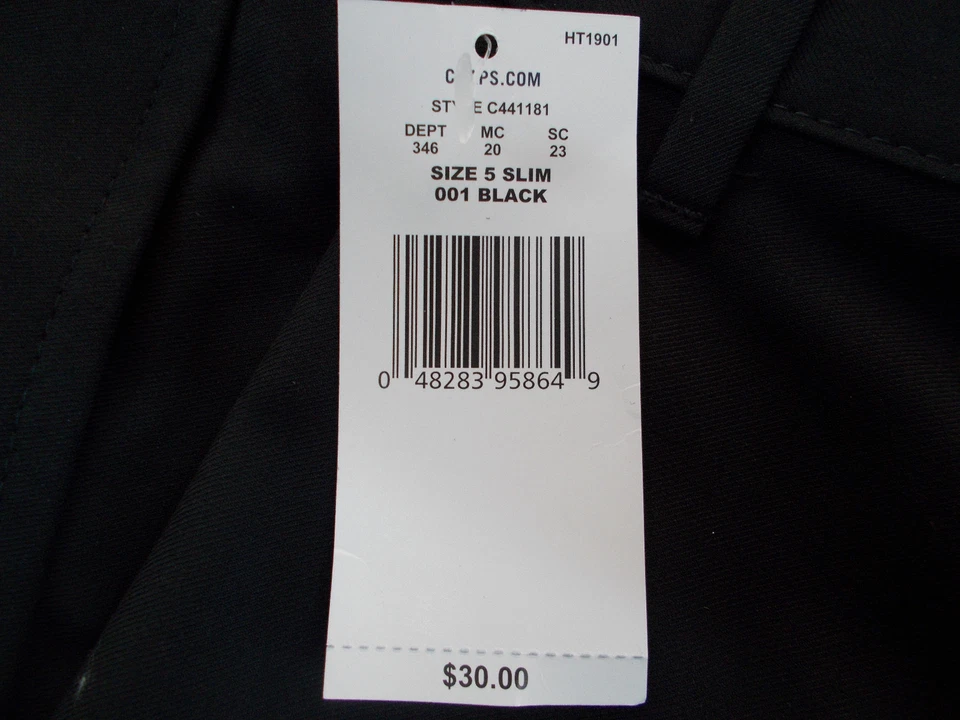 HT1901
C441181
DEPT MC SC
346 20 23
SIZE 5 SLIM
001 BLACK
0 48283 95864 9
$30.00